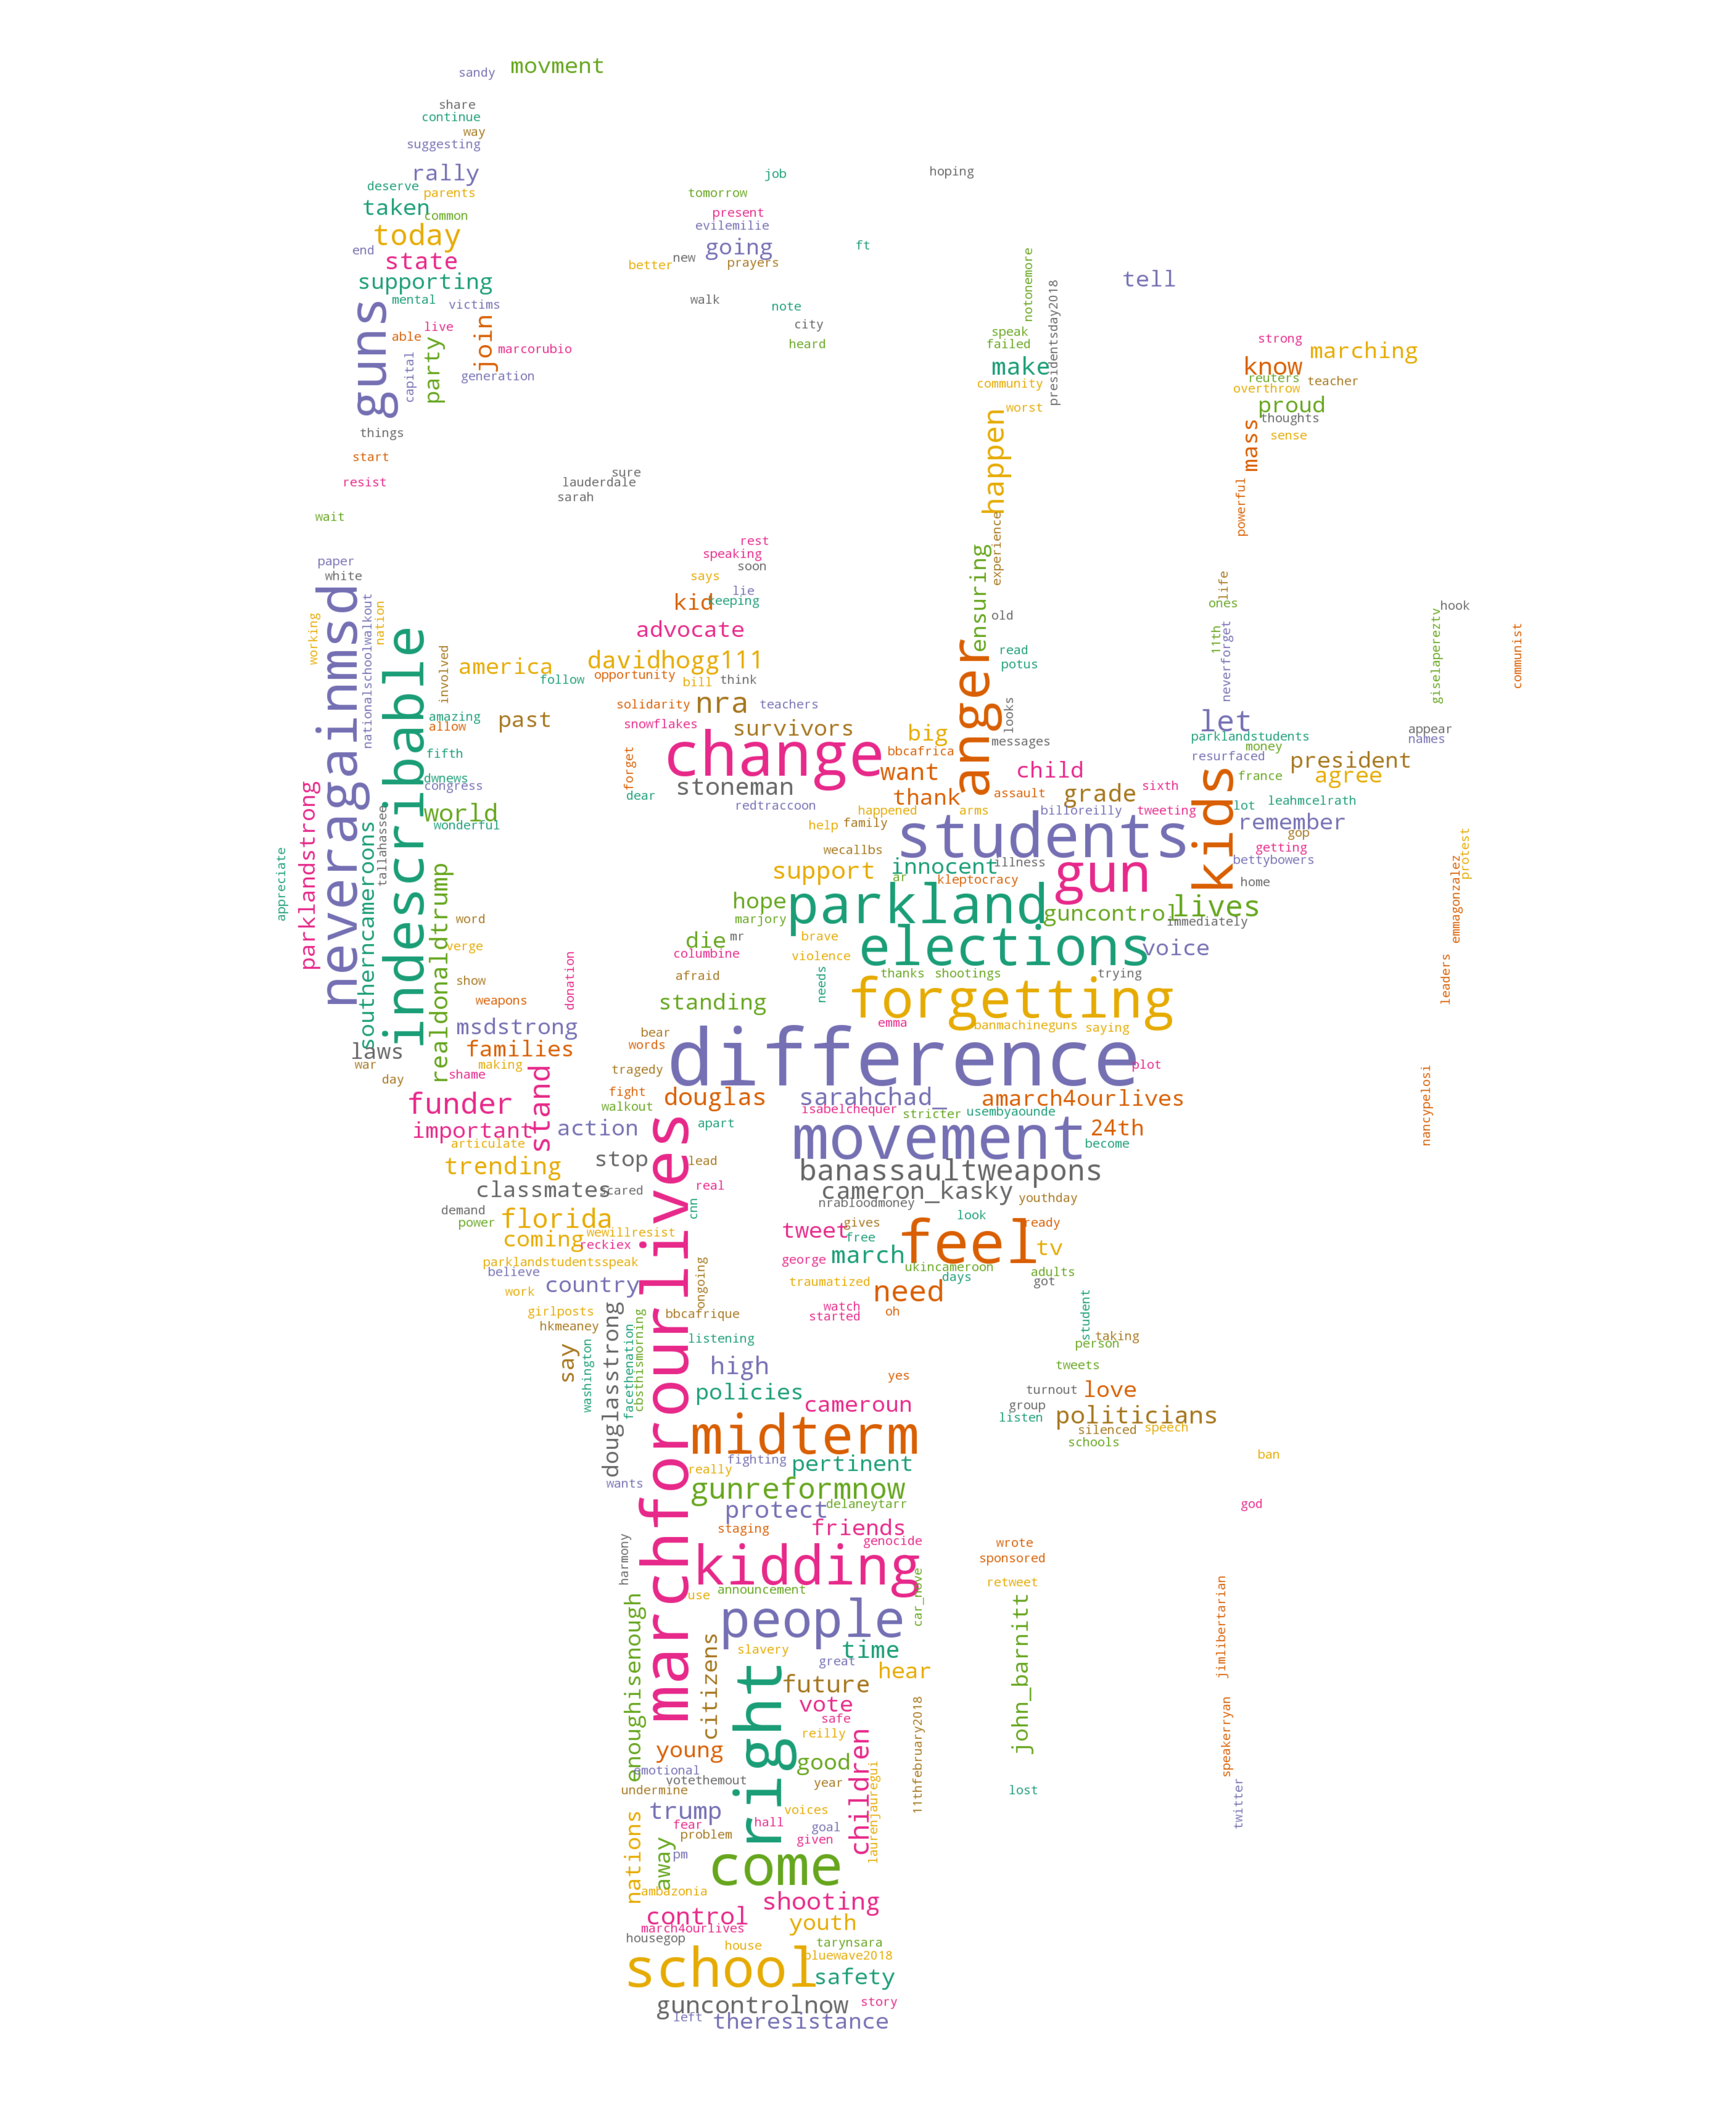 sandy
movment
share
continue
way
suggesting
rally
job
hoping
deserve
parents
tomorrow
taken
common
present
evilemilie
today
going
ft
end
new
prayers
better
state
supporting
tell
mental
victims
walk
note
notonemore
presidentsday2018
guns
live
able
join
party
capital
marcorubio
generation
city
heard
speak
failed
make
community
worst
strong
marching
know
reuters
teacher
overthrow
proud
thoughts
sense
mass
things
start
resist
sure
lauderdale
sarah
happen
powerful
wait
experience
rest
speaking
soon
says
lie
keeping
kid
paper
white
ensuring
life
ones
hook
old
working
neveragainmsd
nationalschoolwalkout
nation
indescribable
advocate
11th
neverforget
giselapereztv
communist
involved
america
davidhogg111
follow
opportunity
bill
think
anger
read
potus
solidarity
nra
teachers
looks
amazing
allow
past
snowflakes
survivors
big
let
messages
parklandstudents
appear
names
fifth
change
bbcafrica
want
child
money
resurfaced
president
agree
france
kids
dwnews
congress
forget
dear
stoneman
thank
assault
grade
sixth
redtraccoon
happened
arms
billoreilly
tweeting
lot
leahmcelrath
world
wonderful
tallahassee
parklandstrong
southerncameroons
help
family
students
remember
gop
getting
wecallbs
bettybowers
protest
appreciate
realdonaldtrump
support
innocent
illness
gun
ar
kleptocracy
home
emmagonzalez
hope
parkland
guncontrol
lives
immediately
marjory
word
verge
die
mr
brave
elections
voice
columbine
violence
show
donation
afraid
needs
thanks
shootings
trying
leaders
weapons
standing
forgetting
msdstrong
bear
words
emma
banmachineguns
saying
laws
families
war
making
day
shame
tragedy
difference
plot
nancypelosi
funder
stand
fight
walkout
douglas
sarahchad_
amarch4ourlives
isabelchequer
stricter
usembyaounde
important
action
apart
movement
24th
become
articulate
trending
stop
lead
banassaultweapons
classmates
scared
real
cameron_kasky
nrabloodmoney
youthday
demand
power
florida
cnn
look
ready
coming
wewillresist
reckiex
tweet
gives
free
feel
tv
march
parklandstudentsspeak
believe
george
ukincameroon
days
adults
got
work
country
ongoing
traumatized
need
girlposts
bbcafrique
watch
started
oh
student
hkmeaney
douglasstrong
facethenation
cbsthismorning
marchforourlives
listening
taking
person
say
washington
high
yes
tweets
policies
cameroun
turnout
love
group
listen
politicians
midterm
silenced
speech
schools
fighting
pertinent
really
ban
wants
gunreformnow
protect
delaneytarr
god
staging
friends
genocide
wrote
sponsored
harmony
kidding
retweet
use
announcement
car_nove
people
enoughisenough
citizens
slavery
time
great
hear
john_barnitt
jimlibertarian
right
future
vote
safe
reilly
11thfebruary2018
speakerryan
young
good
children
laurenjauregui
emotional
votethemout
undermine
year
lost
twitter
trump
voices
fear
hall
goal
problem
given
nations
away
pm
come
ambazonia
shooting
control
youth
march4ourlives
housegop
house
tarynsara
bluewave2018
school
safety
guncontrolnow
story
left
theresistance